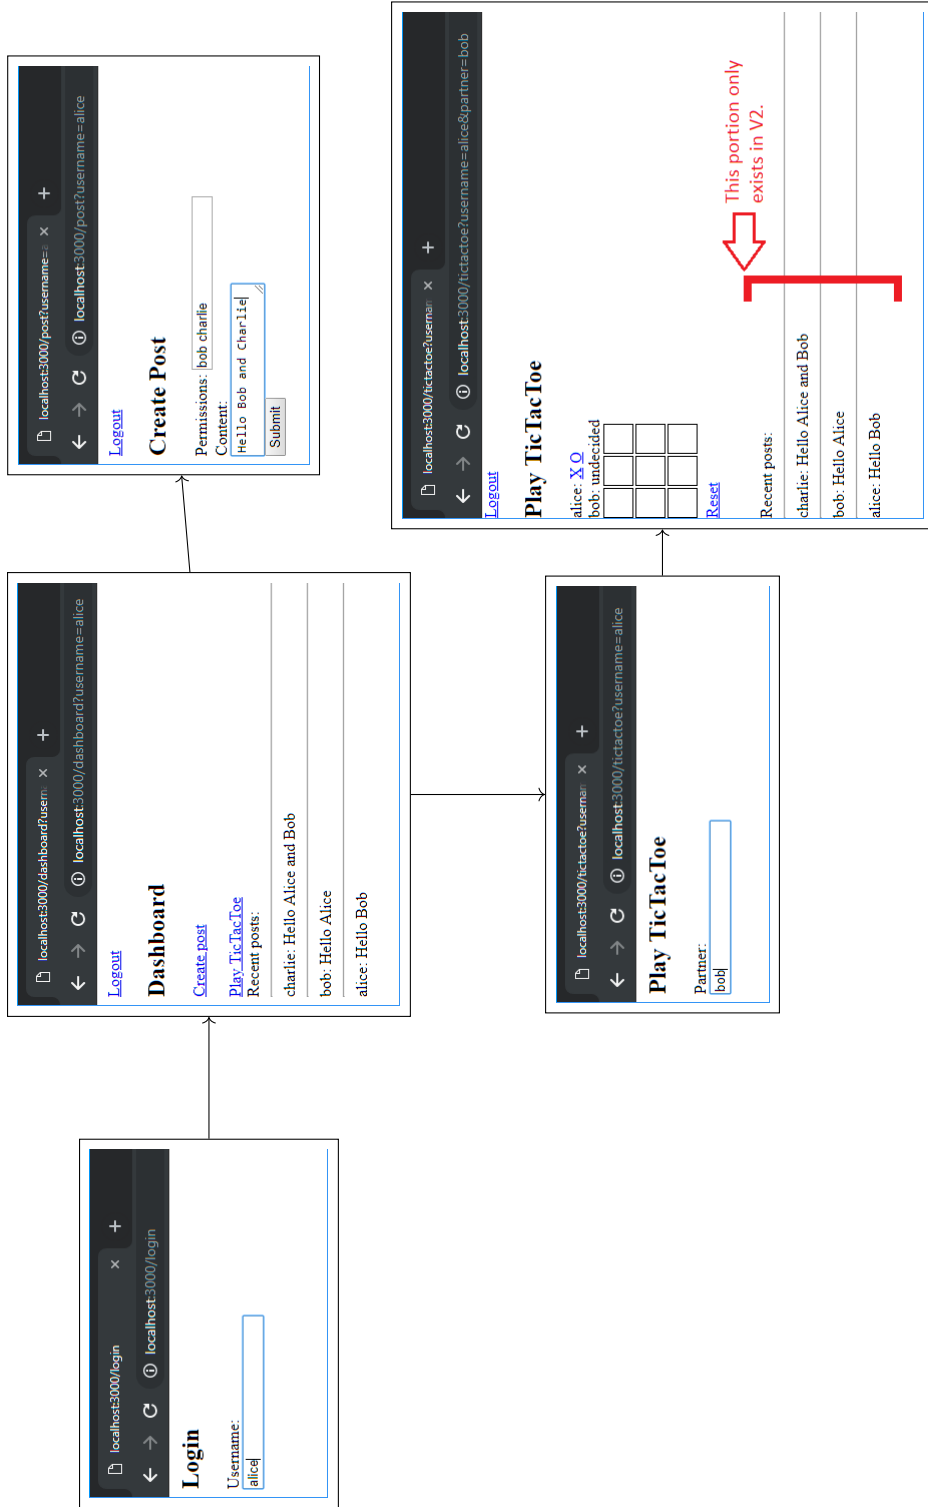 localhost:3000/login
localhost:3000/login
Login
Username:
alice
localhost:3000/dashboard?usern
localhost:3000/dashboard?username=alice
Logout
Dashboard
Create post
Play TicTacToe
Recent posts:
charlie: Hello Alice and Bob
bob: Hello Alice
alice: Hello Bob
localhost:3000/post?username=a
localhost:3000/post?username=alice
Logout
Create Post
Permissions: bob charlie
Content:
Hello Bob and Charlie
Submit
localhost:3000/tictactoe?usernam
localhost:3000/tictactoe?username=alice
Play TicTacToe
Partner:
bob
localhost:3000/tictactoe?usernam
localhost:3000/tictactoe?username=alice&partner=bob
Logout
Play TicTacToe
alice: X O
bob: undecided
Reset
This portion only
exists in V2.
Recent posts:
charlie: Hello Alice and Bob
bob: Hello Alice
alice: Hello Bob